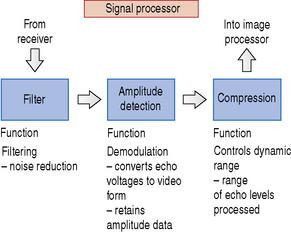 Signal processor
From
receiver
Into image
processor
Filter
Amplitude
detection
Compression
Function
Filtering
– noise reduction
Function
Demodulation
– converts echo
voltages to video
form
– retains
amplitude data
Function
Controls dynamic
range
– range
of echo levels
processed